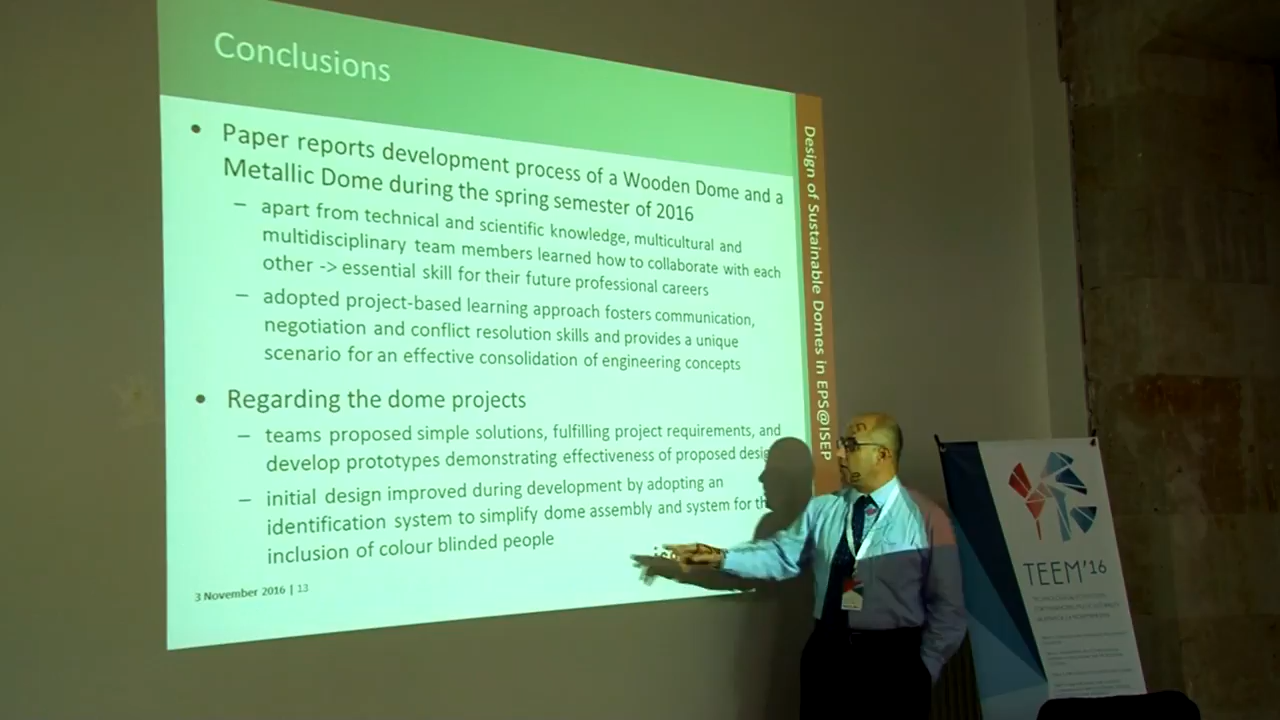 Conclusions
• Paper reports development process of a Wooden Dome and a
Metallic Dome during the spring semester of 2016
– apart from technical and scientific knowledge, multicultural and
multidisciplinary team members learned how to collaborate with each
other -> essential skill for their future professional careers
– adopted project-based learning approach fosters communication,
negotiation and conflict resolution skills and provides a unique
scenario for an effective consolidation of engineering concepts
• Regarding the dome projects
– teams proposed simple solutions, fulfilling project requirements, and
develop prototypes demonstrating effectiveness of proposed
– initial design improved during development by adopting an
identification system to simplify dome assembly and system for
inclusion of colour blinded people
3 November 2016 | 13
Design of Sustainable Domes in EPS@ISEP
TEEM'16